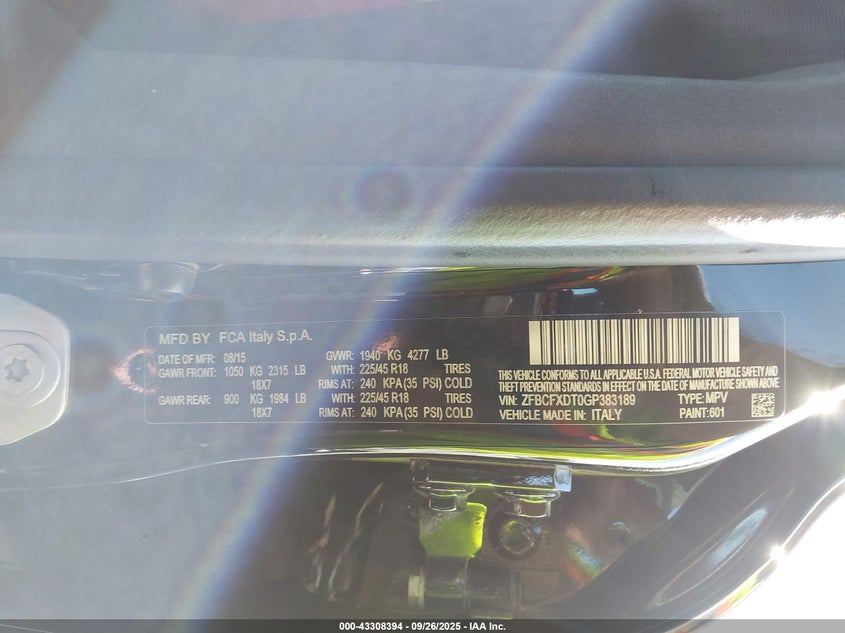 MFD BY FCA Italy S.p.A.
DATE OF MFR: 08/15 GVWR: 1940 KG 4277 LB
GAWR FRONT: 1050 KG 2315 LB WITH: 225/45 R18 TIRES
18X7 RIMS AT: 240 KPA (35 PSI) COLD
GAWR REAR: 900 KG 1984 LB WITH: 225/45 R18 TIRES
18X7 RIMS AT: 240 KPA (35 PSI) COLD
THIS VEHICLE CONFORMS TO ALL APPLICABLE U.S.A. FEDERAL MOTOR VEHICLE SAFETY AND
THEFT PREVENTION STANDARDS IN EFFECT ON THE DATE OF MANUFACTURE SHOWN ABOVE
VIN: ZFBCFXDT0GP383189 TYPE: MPV
VEHICLE MADE IN: ITALY PAINT: 601
000-43308394 - 09/26/2025 - IAA Inc.